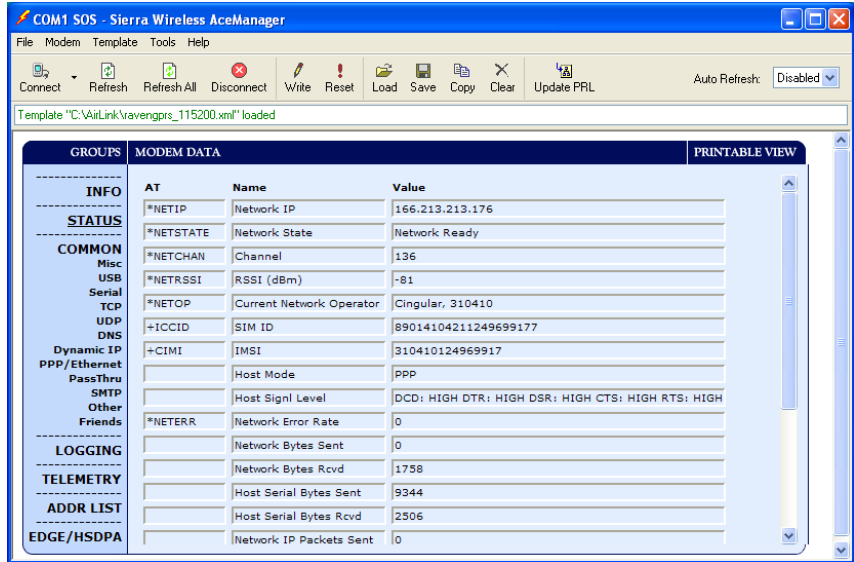 COM1 SOS - Sierra Wireless AceManager
File Modem Template Tools Help
Connect Refresh Refresh All Disconnect Write Reset Load Save Copy Clear Update PRL Auto Refresh: Disabled
Template "C:\AirLink\ravengprs_115200.xml" loaded
GROUPS MODEM DATA PRINTABLE VIEW
INFO
STATUS
COMMON
Misc
USB
Serial
TCP
UDP
DNS
Dynamic IP
PPP/Ethernet
PassThru
SMTP
Other
Friends
LOGGING
TELEMETRY
ADDR LIST
EDGE/HSDPA
AT Name Value
*NETIP Network IP 166.213.213.176
*NETSTATE Network State Network Ready
*NETCHAN Channel 136
*NETRSSI RSSI (dBm) -81
*NETOP Current Network Operator Cingular, 310410
+ICCID SIM ID 89014104211249699177
+CIMI IMSI 310410124969917
Host Mode PPP
Host Signl Level DCD: HIGH DTR: HIGH DSR: HIGH CTS: HIGH RTS: HIGH
*NETERR Network Error Rate 0
Network Bytes Sent 0
Network Bytes Rcvd 1758
Host Serial Bytes Sent 9344
Host Serial Bytes Rcvd 2506
Network IP Packets Sent 0